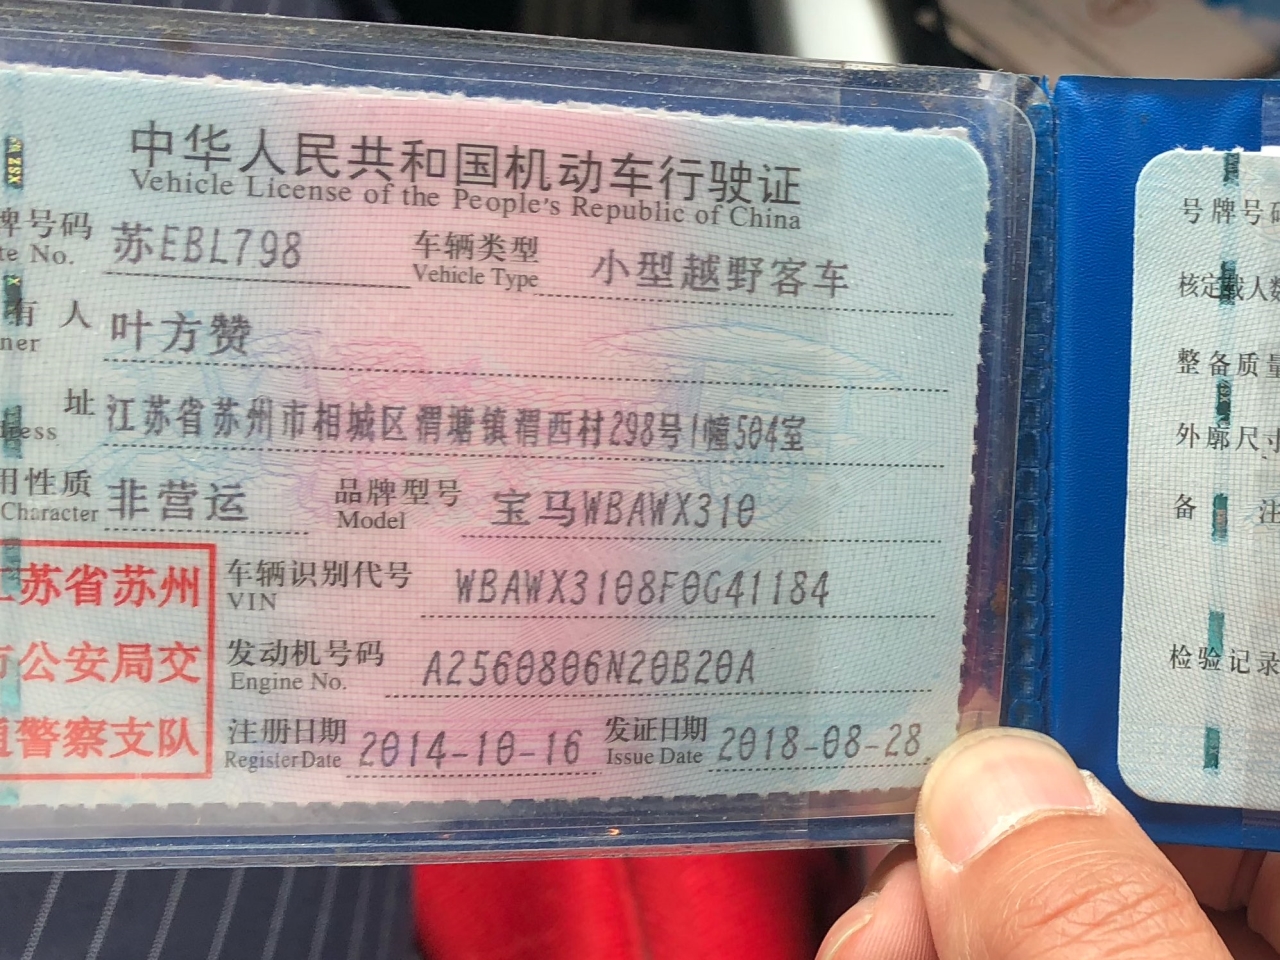 中华人民共和国机动车行驶证
Vehicle License of the People's Republic of China
牌号码 苏EBL798 车辆类型 小型越野客车
te No. Vehicle Type
有人 叶方赞
ner
址 江苏省苏州市相城区渭塘镇渭西村298号1幢504室
ess
用性质 非营运 品牌型号 宝马WBAWX310
Character Model
车辆识别代号 WBAWX3108F0G41184
VIN
发动机号码 A2560806N20B20A
Engine No.
注册日期 2014-10-16 发证日期 2018-08-28
Register Date Issue Date
江苏省苏州
市公安局交
通警察支队
号牌号码
核定载人数
整备质量
外廓尺寸
备注
检验记录